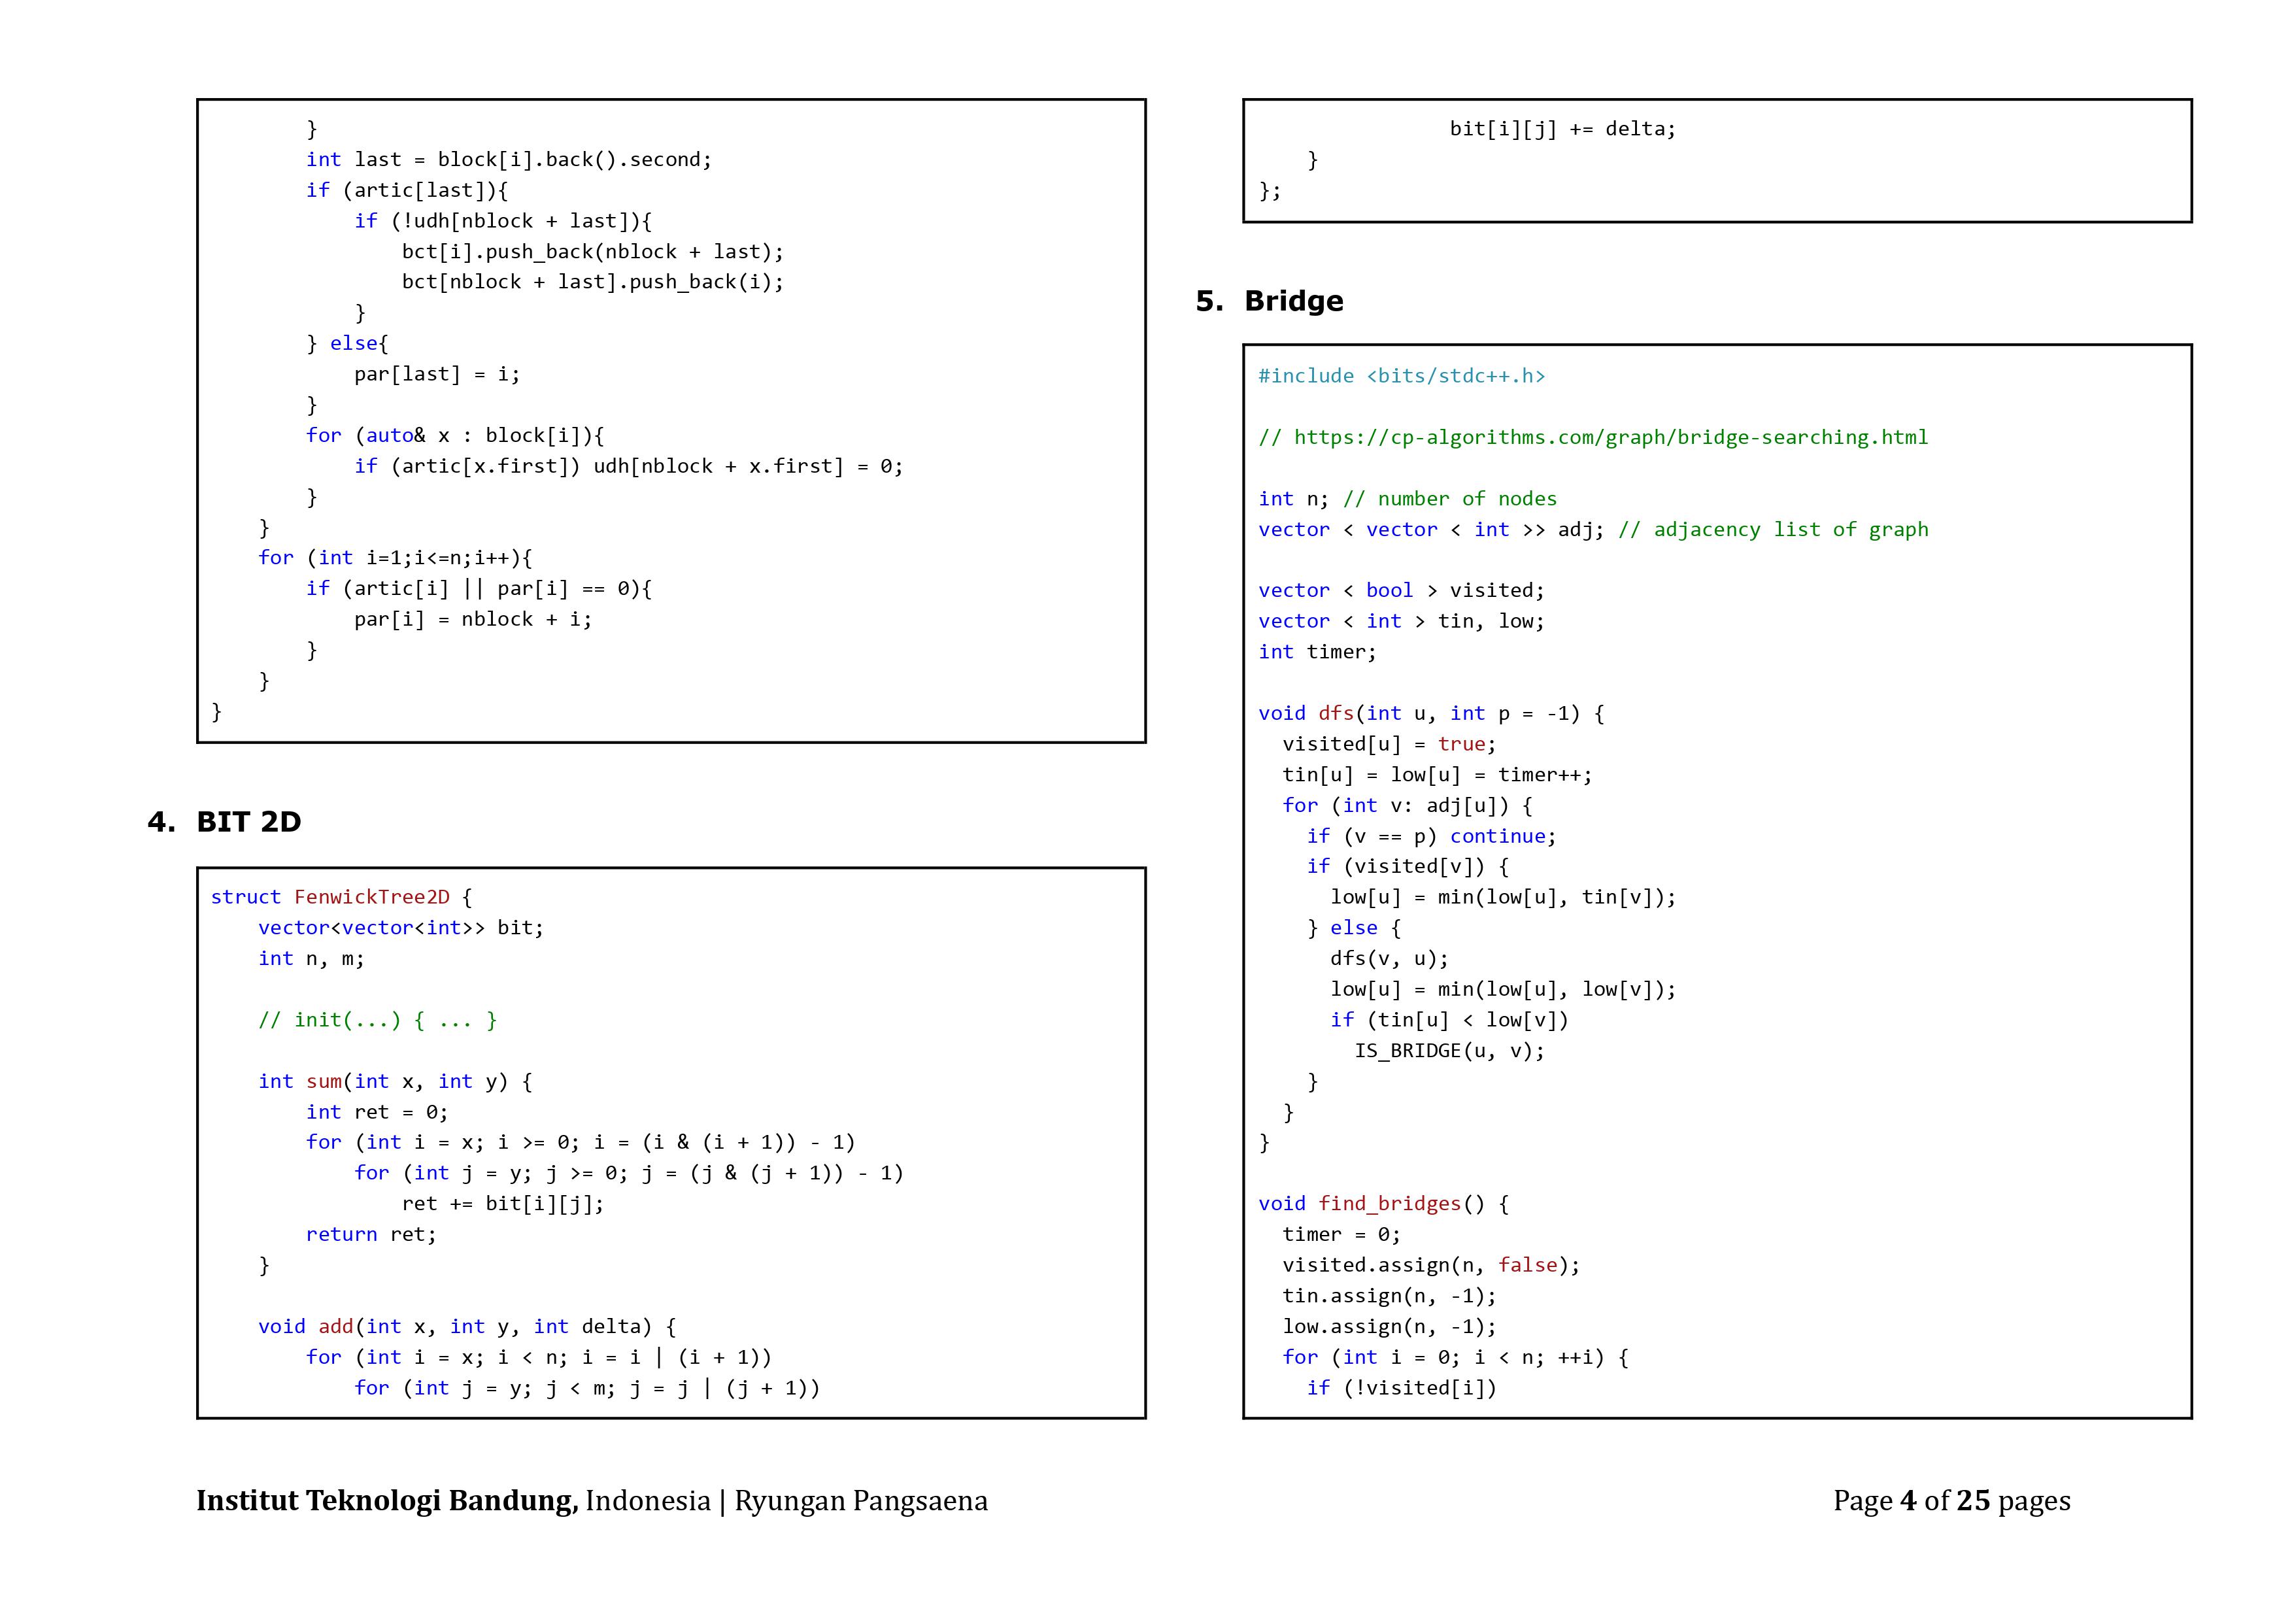 }
        int last = block[i].back().second;
        if (artic[last]){
            if (!udh[nblock + last]){
                bct[i].push_back(nblock + last);
                bct[nblock + last].push_back(i);
            }
        } else{
            par[last] = i;
        }
        for (auto& x : block[i]){
            if (artic[x.first]) udh[nblock + x.first] = 0;
        }
    }
    for (int i=1;i<=n;i++){
        if (artic[i] || par[i] == 0){
            par[i] = nblock + i;
        }
    }
}
4. BIT 2D
struct FenwickTree2D {
    vector<vector<int>> bit;
    int n, m;
    // init(...) { ... }
    int sum(int x, int y) {
        int ret = 0;
        for (int i = x; i >= 0; i = (i & (i + 1)) - 1)
            for (int j = y; j >= 0; j = (j & (j + 1)) - 1)
                ret += bit[i][j];
        return ret;
    }
    void add(int x, int y, int delta) {
        for (int i = x; i < n; i = i | (i + 1))
            for (int j = y; j < m; j = j | (j + 1))
                bit[i][j] += delta;
    }
};
5. Bridge
#include <bits/stdc++.h>
// https://cp-algorithms.com/graph/bridge-searching.html
int n; // number of nodes
vector < vector < int >> adj; // adjacency list of graph
vector < bool > visited;
vector < int > tin, low;
int timer;
void dfs(int u, int p = -1) {
  visited[u] = true;
  tin[u] = low[u] = timer++;
  for (int v: adj[u]) {
    if (v == p) continue;
    if (visited[v]) {
      low[u] = min(low[u], tin[v]);
    } else {
      dfs(v, u);
      low[u] = min(low[u], low[v]);
      if (tin[u] < low[v])
        IS_BRIDGE(u, v);
    }
  }
}
void find_bridges() {
  timer = 0;
  visited.assign(n, false);
  tin.assign(n, -1);
  low.assign(n, -1);
  for (int i = 0; i < n; ++i) {
    if (!visited[i])
Institut Teknologi Bandung, Indonesia | Ryungan Pangsaena
Page 4 of 25 pages